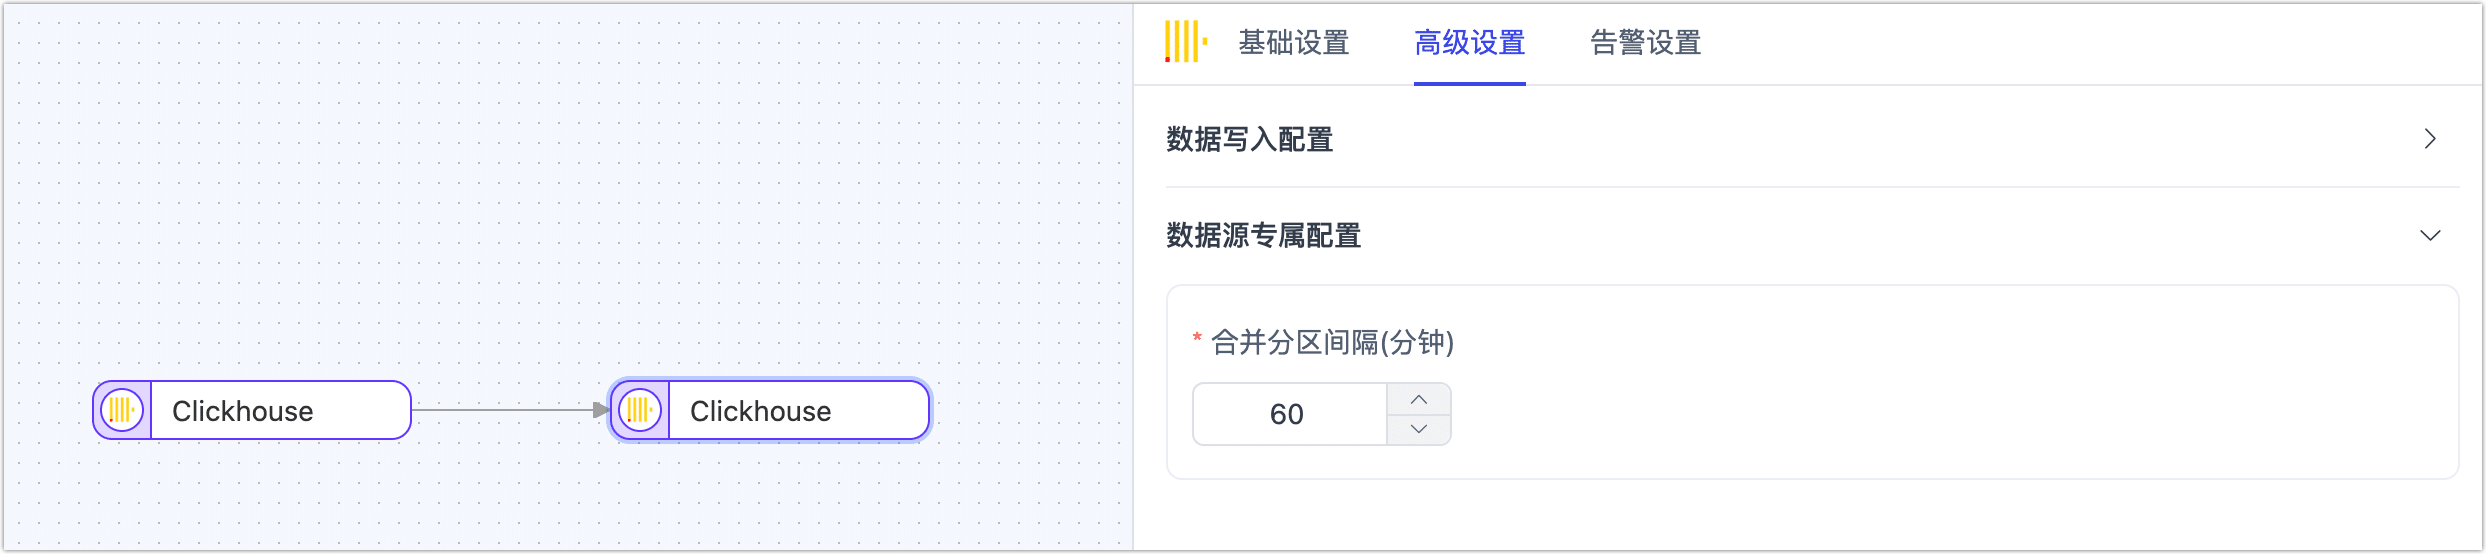 基础设置 高级设置 告警设置
数据写入配置
数据源专属配置
* 合并分区间隔(分钟)
60
Clickhouse Clickhouse